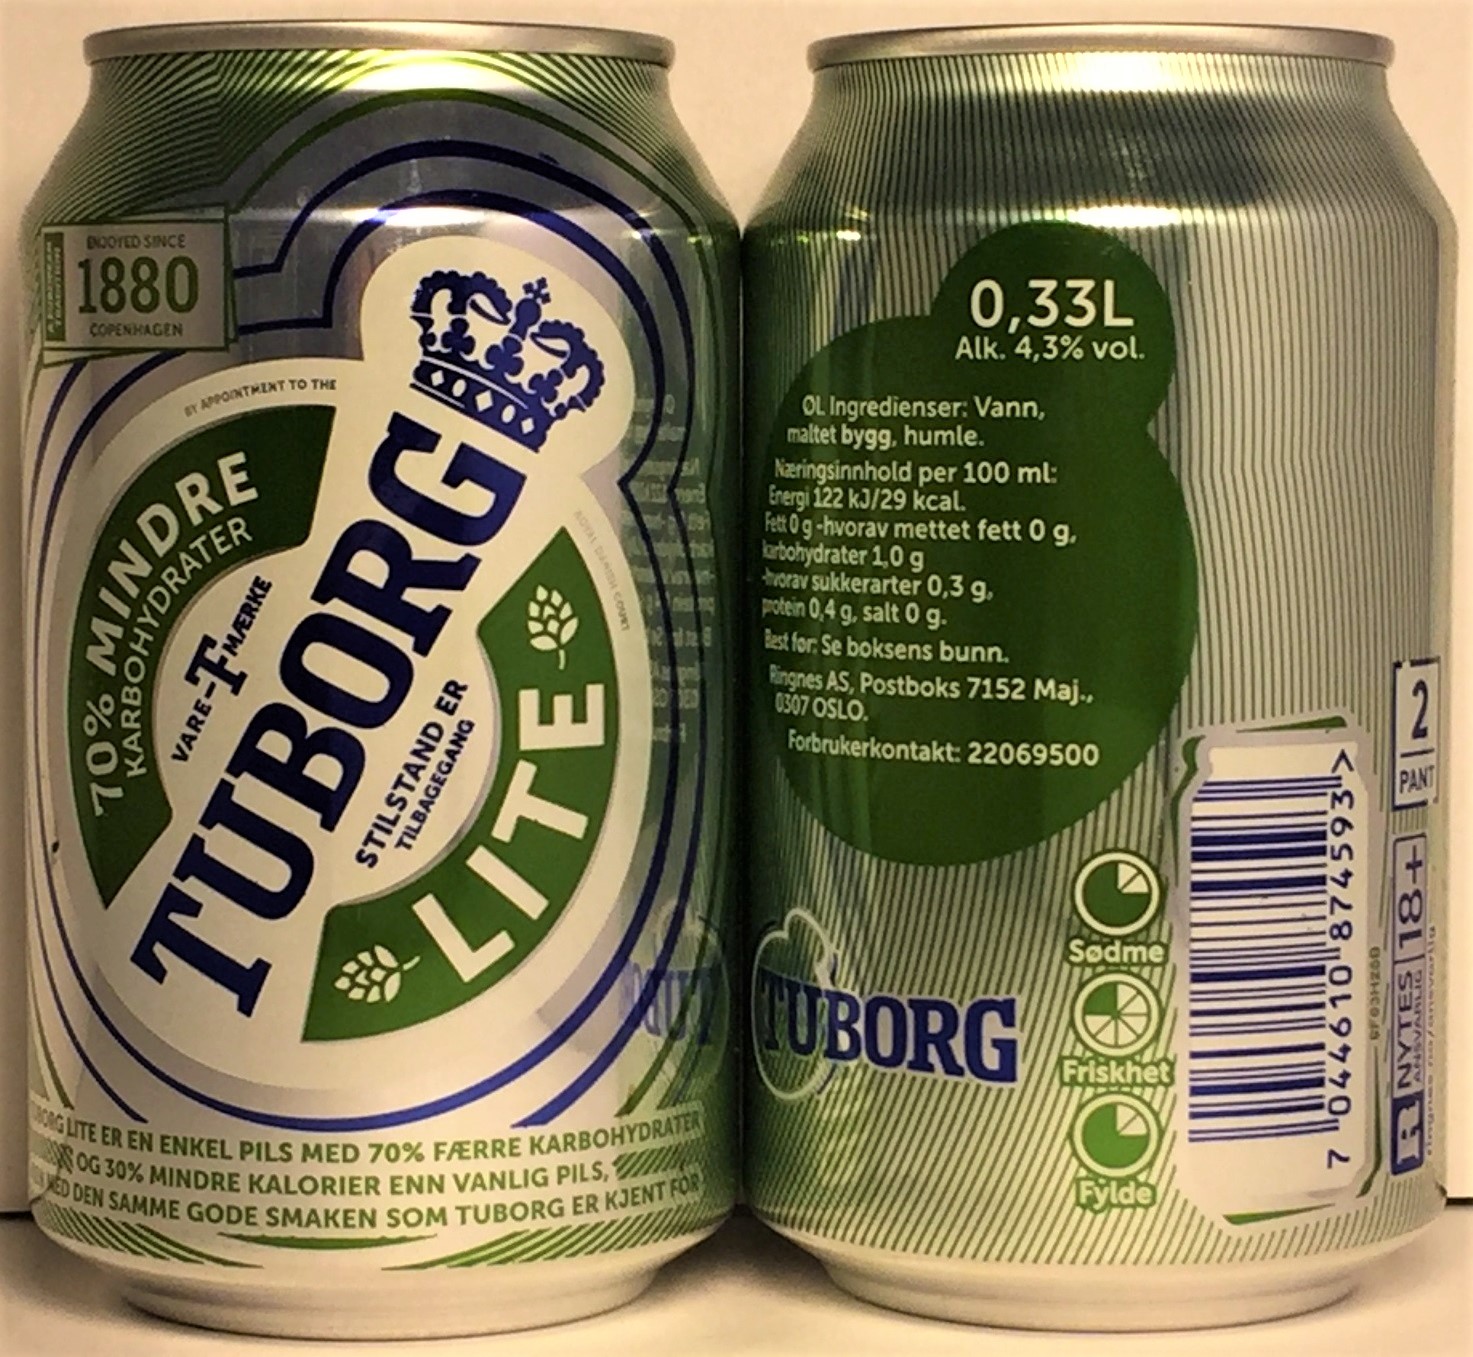 ENJOYED SINCE
1880
COPENHAGEN
BY APPOINTMENT TO THE
ROYAL DANISH COURT
70% MINDRE
KARBOHYDRATER
VARE-T-MÆRKE
TUBORG
STILSTAND ER
TILBAGEGANG
LITE
LITE ER EN ENKEL PILS MED 70% FÆRRE KARBOHYDRATER
OG 30% MINDRE KALORIER ENN VANLIG PILS,
MED DEN SAMME GODE SMAKEN SOM TUBORG ER KJENT FOR
0,33L
Alk. 4,3% vol.
ØL Ingredienser: Vann,
maltet bygg, humle.
Næringsinnhold per 100 ml:
Energi 122 kJ/29 kcal.
Fett 0 g -hvorav mettet fett 0 g,
karbohydrater 1,0 g
-hvorav sukkerarter 0,3 g,
protein 0,4 g, salt 0 g.
Best før: Se boksens bunn.
Ringnes AS, Postboks 7152 Maj.,
0307 OSLO.
Forbrukerkontakt: 22069500
TUBORG
Sødme
Friskhet
Fylde
7 044610 874593 >
2
PANT
NYTES
ANSVARLIG
18+